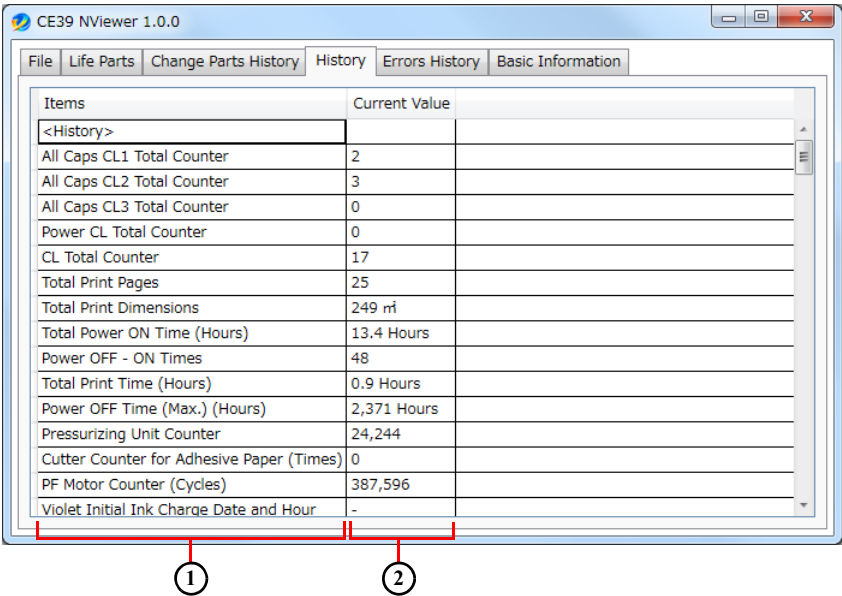 CE39 NViewer 1.0.0
File Life Parts Change Parts History History Errors History Basic Information
Items Current Value
<History>
All Caps CL1 Total Counter 2
All Caps CL2 Total Counter 3
All Caps CL3 Total Counter 0
Power CL Total Counter 0
CL Total Counter 17
Total Print Pages 25
Total Print Dimensions 249 ㎡
Total Power ON Time (Hours) 13.4 Hours
Power OFF - ON Times 48
Total Print Time (Hours) 0.9 Hours
Power OFF Time (Max.) (Hours) 2,371 Hours
Pressurizing Unit Counter 24,244
Cutter Counter for Adhesive Paper (Times) 0
PF Motor Counter (Cycles) 387,596
Violet Initial Ink Charge Date and Hour -
1 2